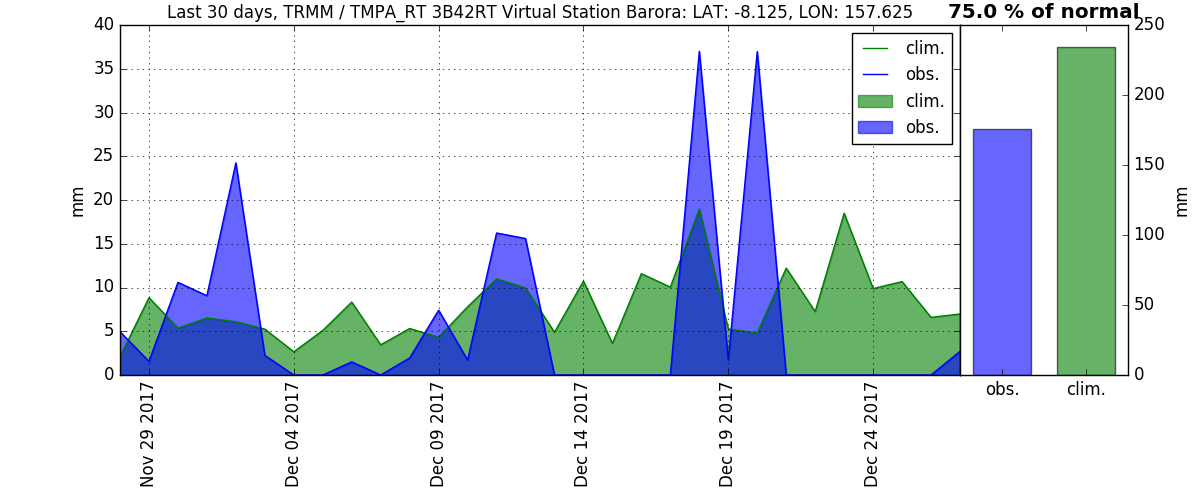 Last 30 days, TRMM / TMPA_RT 3B42RT Virtual Station Barora: LAT: -8.125, LON: 157.625
75.0 % of normal
mm
40
35
30
25
20
15
10
5
0
clim.
obs.
clim.
obs.
Nov 29 2017
Dec 04 2017
Dec 09 2017
Dec 14 2017
Dec 19 2017
Dec 24 2017
250
200
150
100
50
0
mm
obs.
clim.